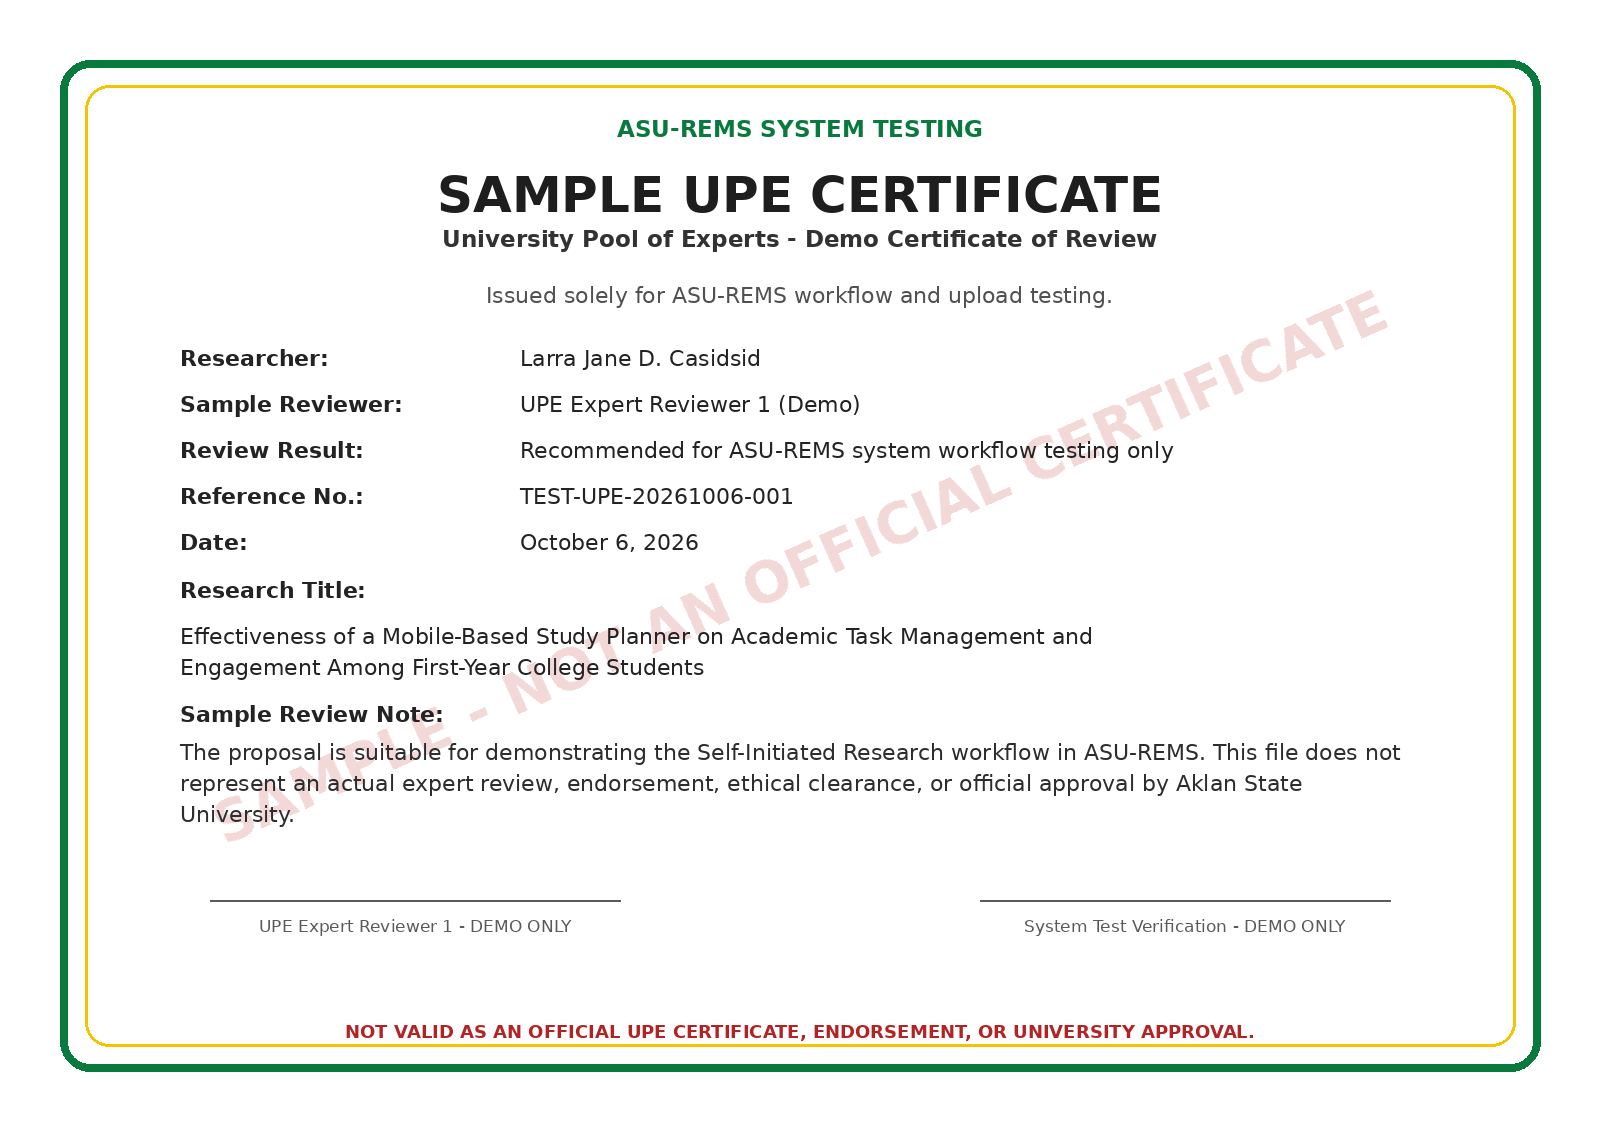 ASU-REMS SYSTEM TESTING
SAMPLE UPE CERTIFICATE
University Pool of Experts - Demo Certificate of Review
Issued solely for ASU-REMS workflow and upload testing.
Researcher: Larra Jane D. Casidsid
Sample Reviewer: UPE Expert Reviewer 1 (Demo)
Review Result: Recommended for ASU-REMS system workflow testing only
Reference No.: TEST-UPE-20261006-001
Date: October 6, 2026
Research Title:
Effectiveness of a Mobile-Based Study Planner on Academic Task Management and
Engagement Among First-Year College Students
Sample Review Note:
The proposal is suitable for demonstrating the Self-Initiated Research workflow in ASU-REMS. This file does not
represent an actual expert review, endorsement, ethical clearance, or official approval by Aklan State
University.
SAMPLE - NOT AN OFFICIAL CERTIFICATE
UPE Expert Reviewer 1 - DEMO ONLY
System Test Verification - DEMO ONLY
NOT VALID AS AN OFFICIAL UPE CERTIFICATE, ENDORSEMENT, OR UNIVERSITY APPROVAL.